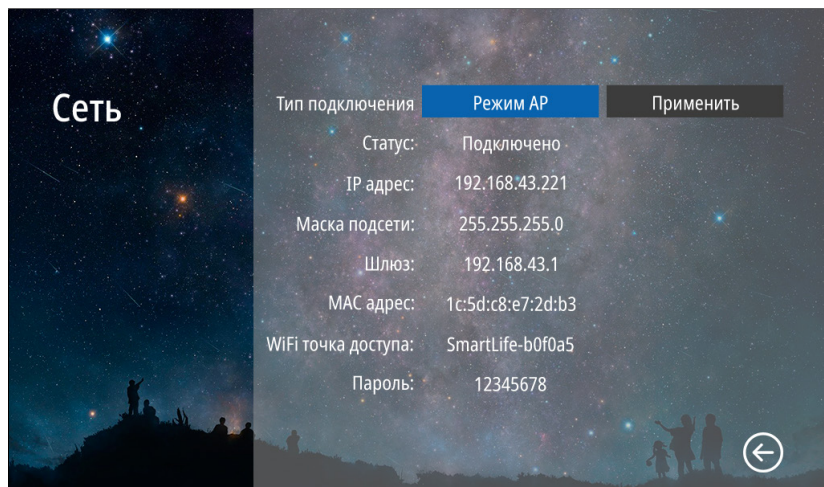 Сеть
Тип подключения Режим AP Применить
Статус: Подключено
IP адрес: 192.168.43.221
Маска подсети: 255.255.255.0
Шлюз: 192.168.43.1
MAC адрес: 1c:5d:c8:e7:2d:b3
WiFi точка доступа: SmartLife-b0f0a5
Пароль: 12345678